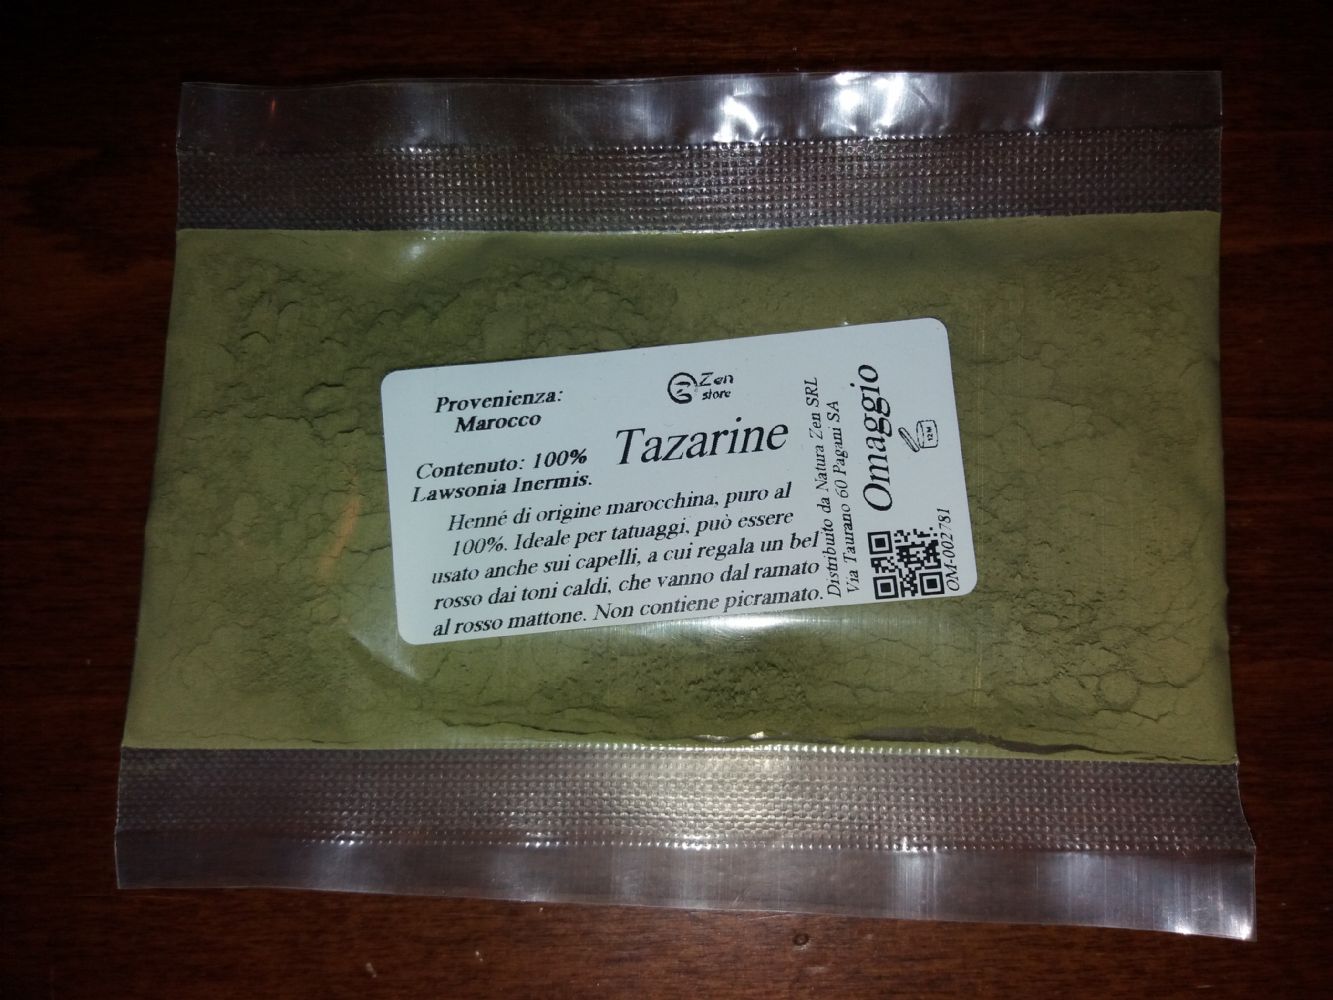 Provenienza:
Marocco
Contenuto: 100%
Lawsonia Inermis.
Zen
store
Tazarine
Henné di origine marocchina, puro al
100%. Ideale per tatuaggi, può essere
usato anche sui capelli, a cui regala un bel
rosso dai toni caldi, che vanno dal ramato
al rosso mattone. Non contiene picramato.
Distribuito da Natura Zen SRL
Via Taurano 60 Pagani SA
Omaggio
12M
OM-002781